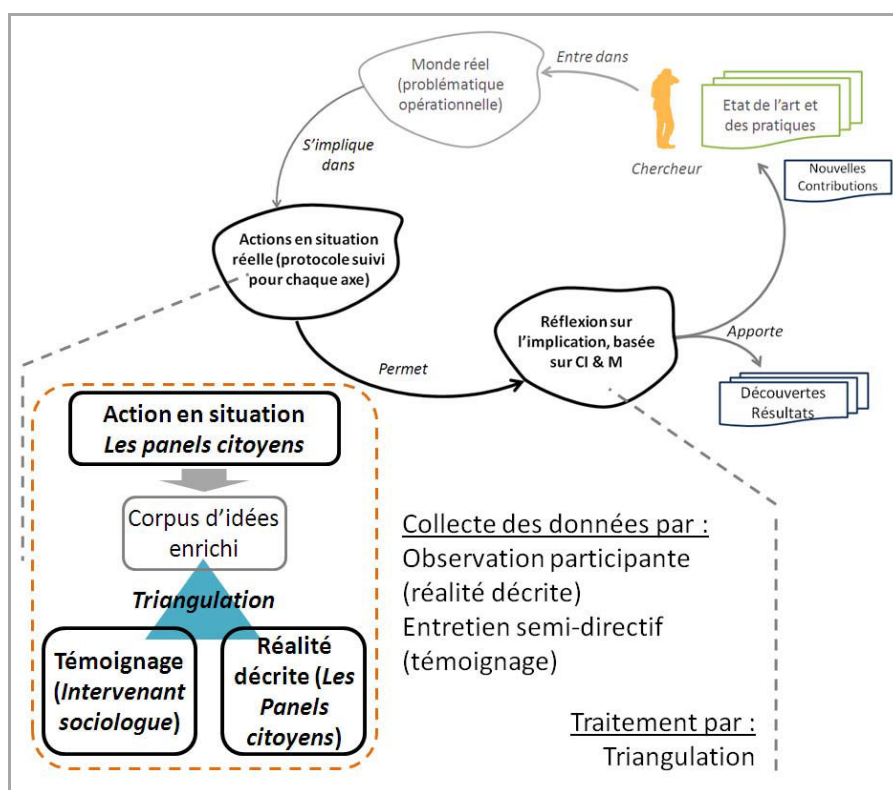 Monde réel
(problématique
opérationnelle)
Entre dans
Etat de l'art et
des pratiques
Chercheur
Nouvelles
Contributions
S'implique
dans
Actions en situation
réelle (protocole suivi
pour chaque axe)
Réflexion sur
l'implication, basée
sur CI & M
Permet
Apporte
Découvertes
Résultats
Action en situation
Les panels citoyens
Corpus d'idées
enrichi
Triangulation
Témoignage
(Intervenant
sociologue)
Réalité
décrite (Les
Panels
citoyens)
Collecte des données par :
Observation participante
(réalité décrite)
Entretien semi-directif
(témoignage)
Traitement par :
Triangulation